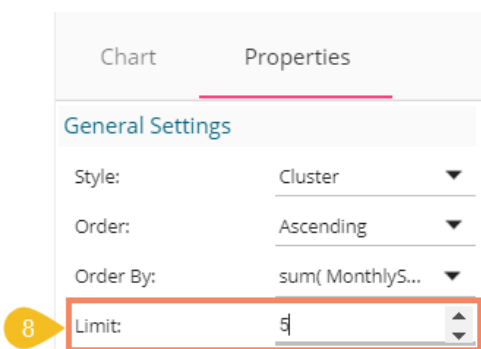 Chart Properties
General Settings
Style: Cluster
Order: Ascending
Order By: sum( MonthlyS...
8 Limit: 5